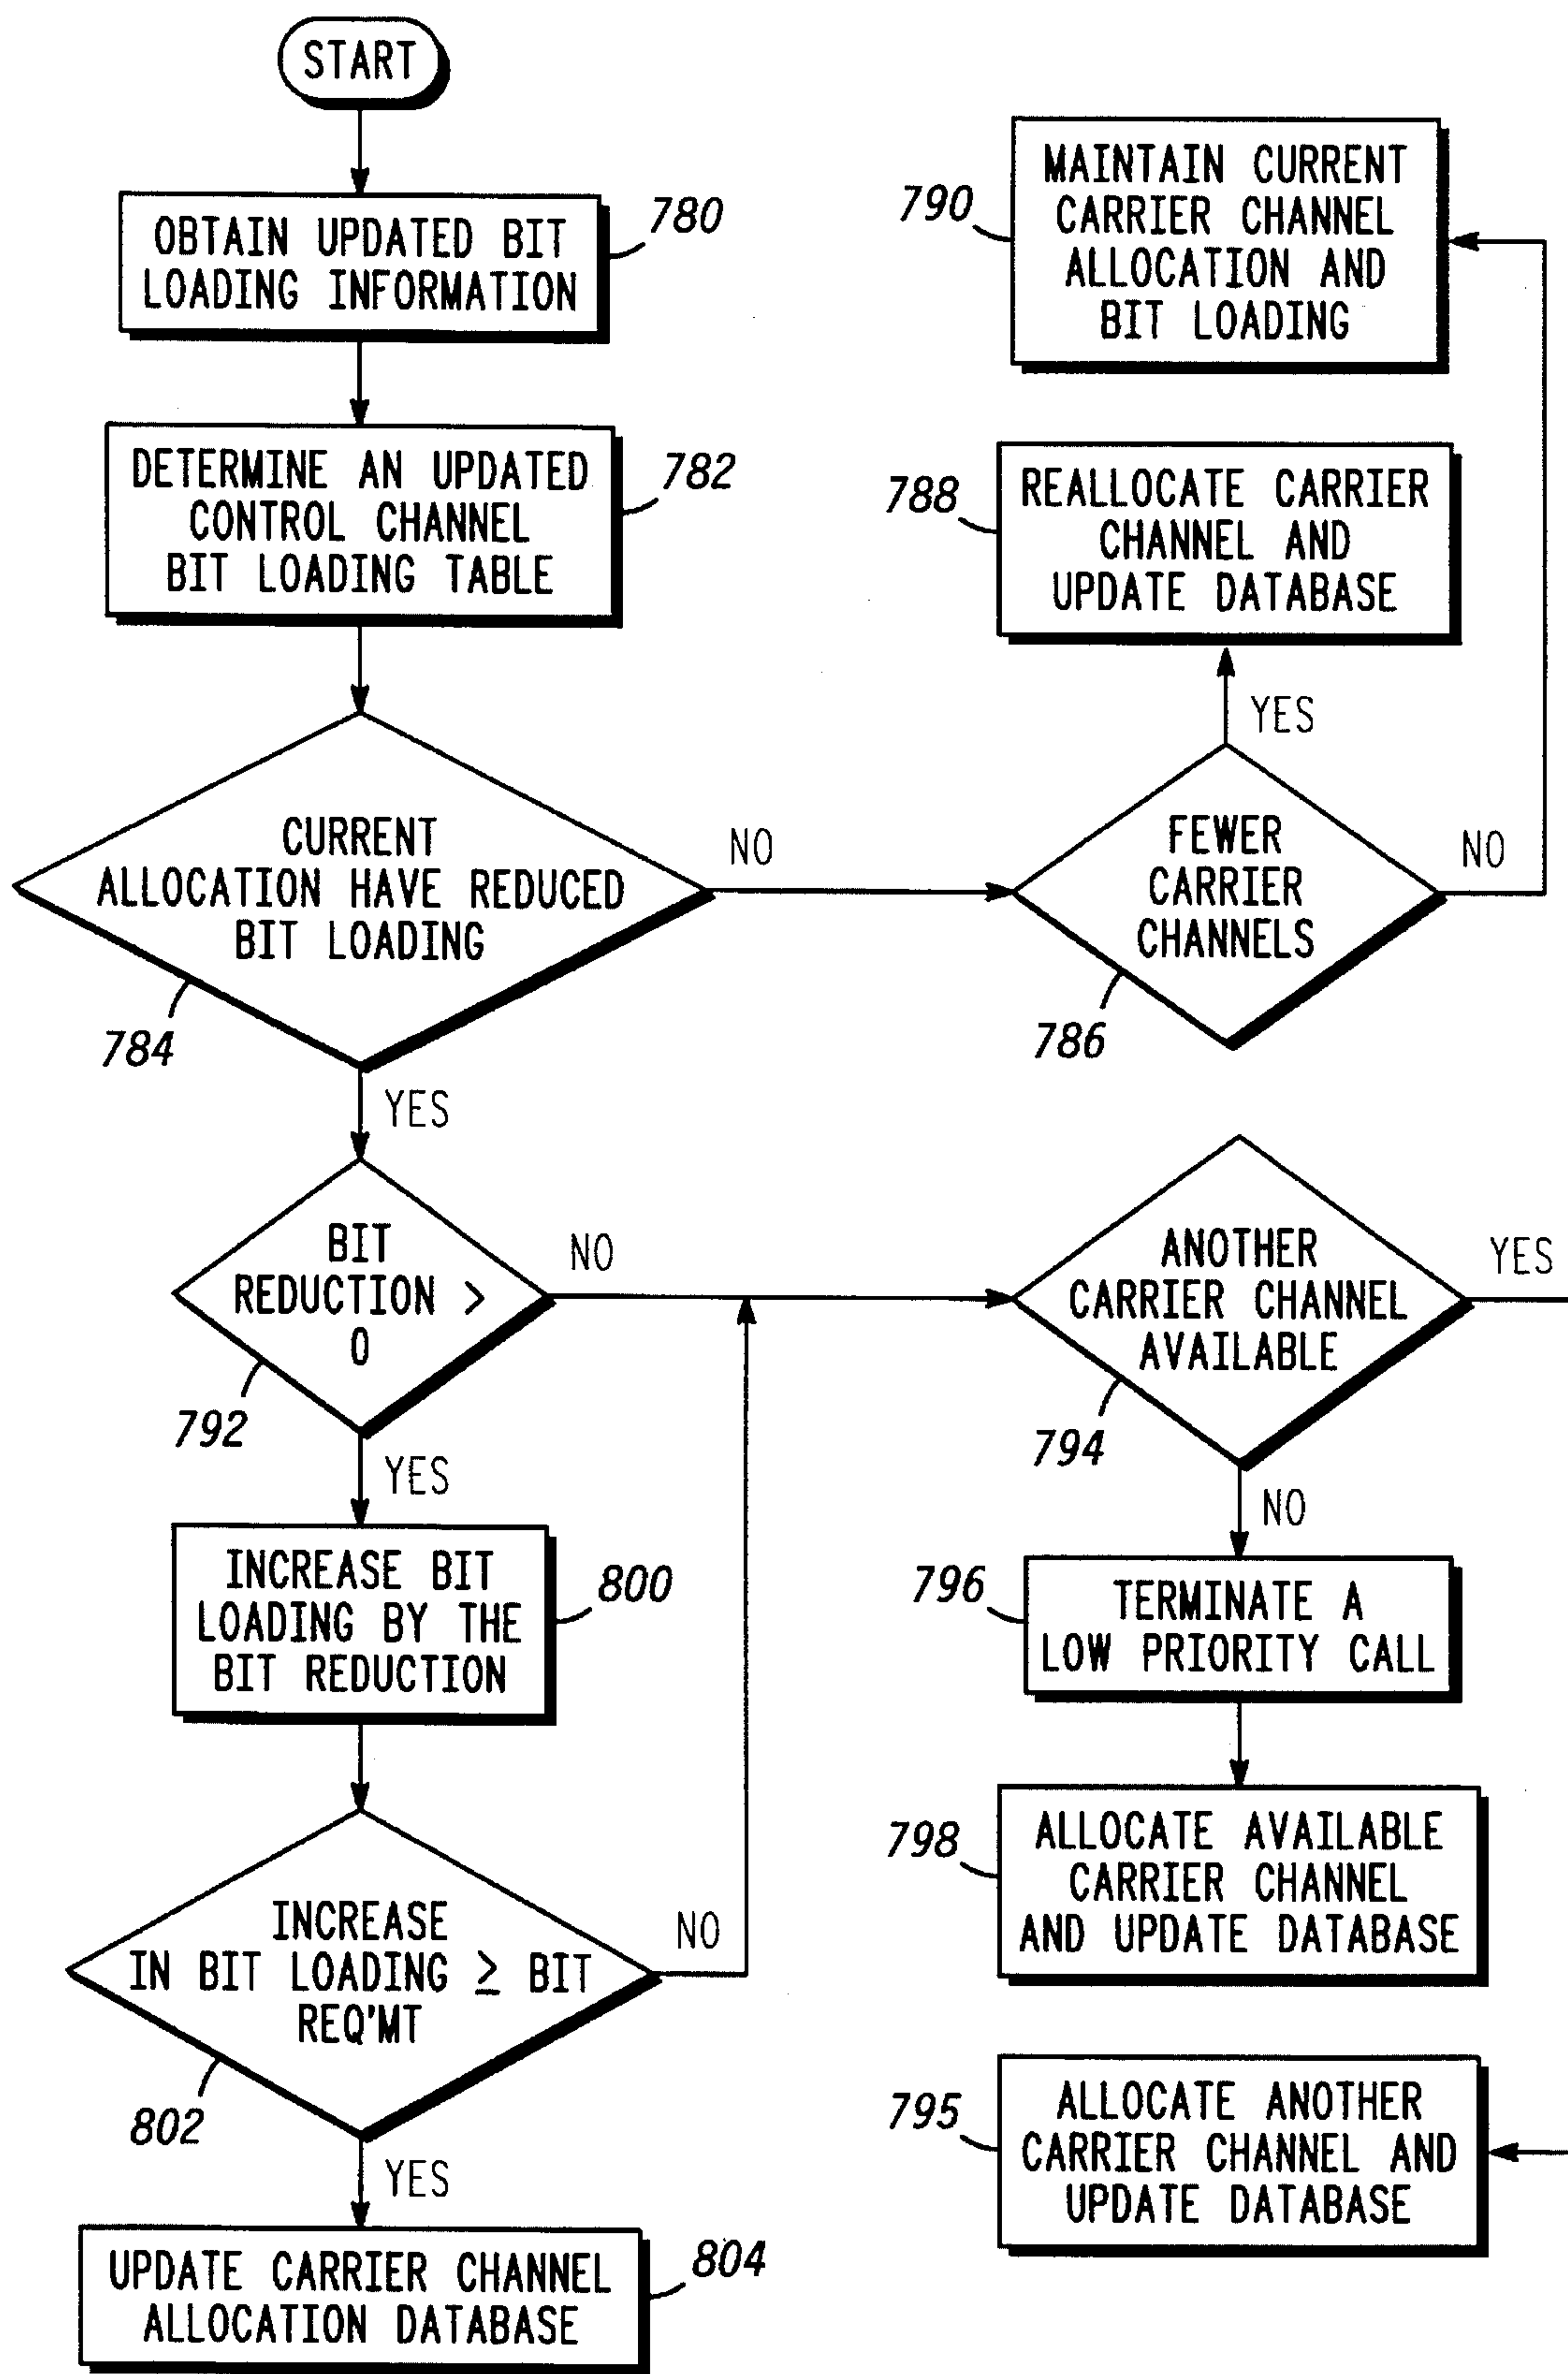 START
OBTAIN UPDATED BIT
LOADING INFORMATION
780
DETERMINE AN UPDATED
CONTROL CHANNEL
BIT LOADING TABLE
782
CURRENT
ALLOCATION HAVE REDUCED
BIT LOADING
784
NO
YES
FEWER
CARRIER
CHANNELS
786
YES
NO
REALLOCATE CARRIER
CHANNEL AND
UPDATE DATABASE
788
MAINTAIN CURRENT
CARRIER CHANNEL
ALLOCATION AND
BIT LOADING
790
BIT
REDUCTION >
0
792
NO
YES
ANOTHER
CARRIER CHANNEL
AVAILABLE
794
YES
NO
INCREASE BIT
LOADING BY THE
BIT REDUCTION
800
TERMINATE A
LOW PRIORITY CALL
796
ALLOCATE AVAILABLE
CARRIER CHANNEL
AND UPDATE DATABASE
798
INCREASE
IN BIT LOADING ≥ BIT
REQ'MT
802
NO
YES
ALLOCATE ANOTHER
CARRIER CHANNEL AND
UPDATE DATABASE
795
UPDATE CARRIER CHANNEL
ALLOCATION DATABASE
804